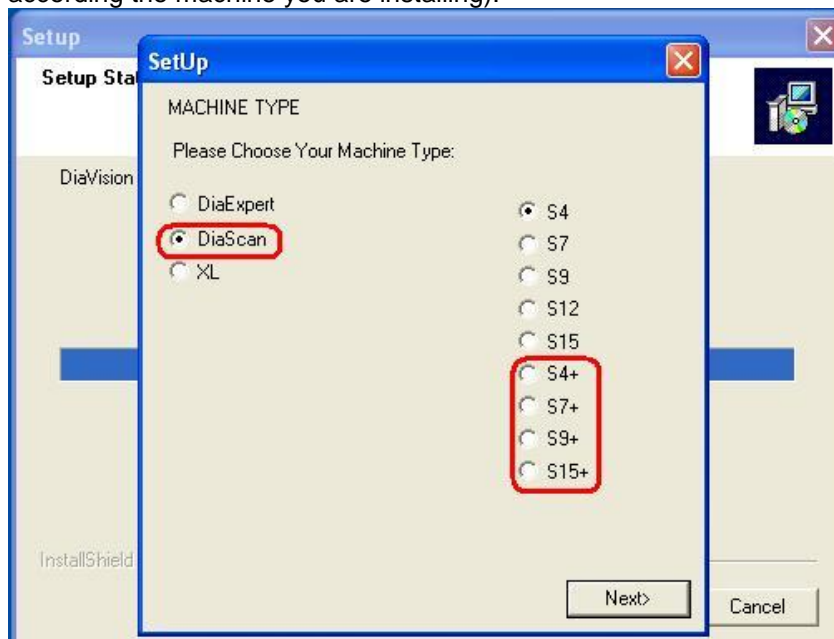 according the machine you are installing).
Setup
SetUp
Setup Sta
MACHINE TYPE
Please Choose Your Machine Type:
DiaVision
DiaExpert
DiaScan
XL
S4
S7
S9
S12
S15
S4+
S7+
S9+
S15+
InstallShield
Next>
Cancel